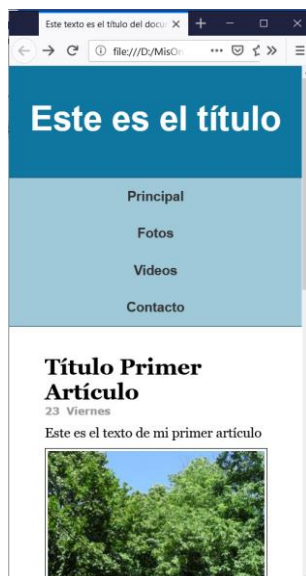 Este texto es el título del docu
file:///D:/MisO
Este es el título
Principal
Fotos
Videos
Contacto
Título Primer
Artículo
23 Viernes
Este es el texto de mi primer artículo